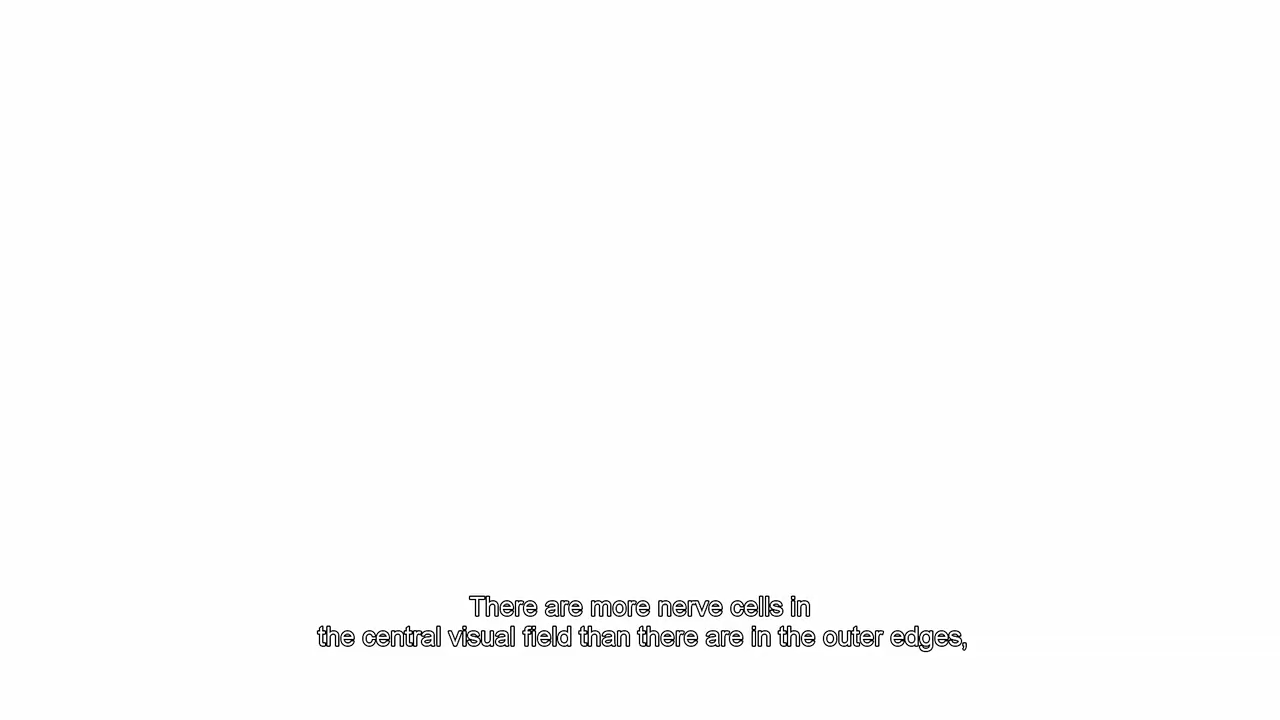 There are more nerve cells in
the central visual field than there are in the outer edges,